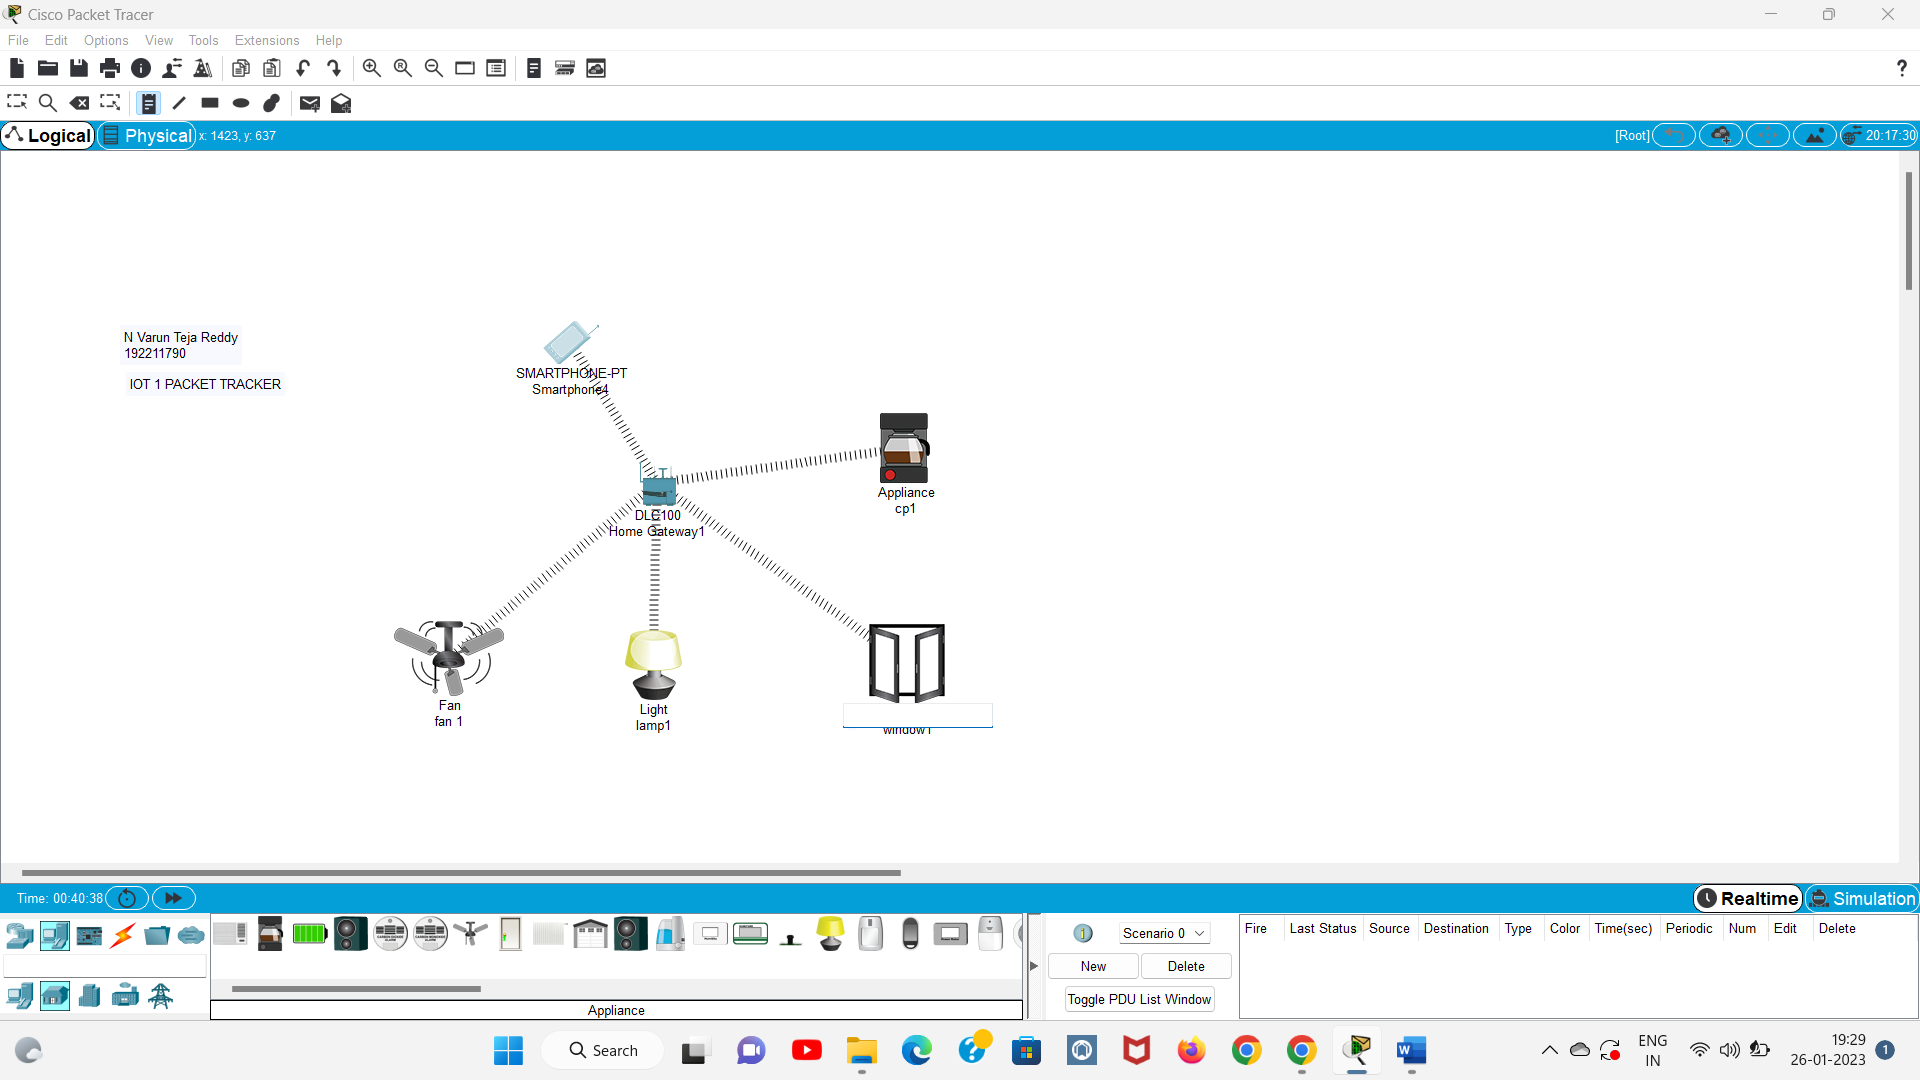 Cisco Packet Tracer
File Edit Options View Tools Extensions Help
?
Logical Physical x: 1423, y: 637 [Root] 20:17:30
N Varun Teja Reddy
192211790
IOT 1 PACKET TRACKER
SMARTPHONE-PT
Smartphone4
Appliance
cp1
DLC100
Home Gateway1
Fan
fan 1
Light
lamp1
window1
Time: 00:40:38 Realtime Simulation
Scenario 0
New Delete
Toggle PDU List Window
Fire Last Status Source Destination Type Color Time(sec) Periodic Num Edit Delete
Appliance
Search
ENG
IN
19:29
26-01-2023
1